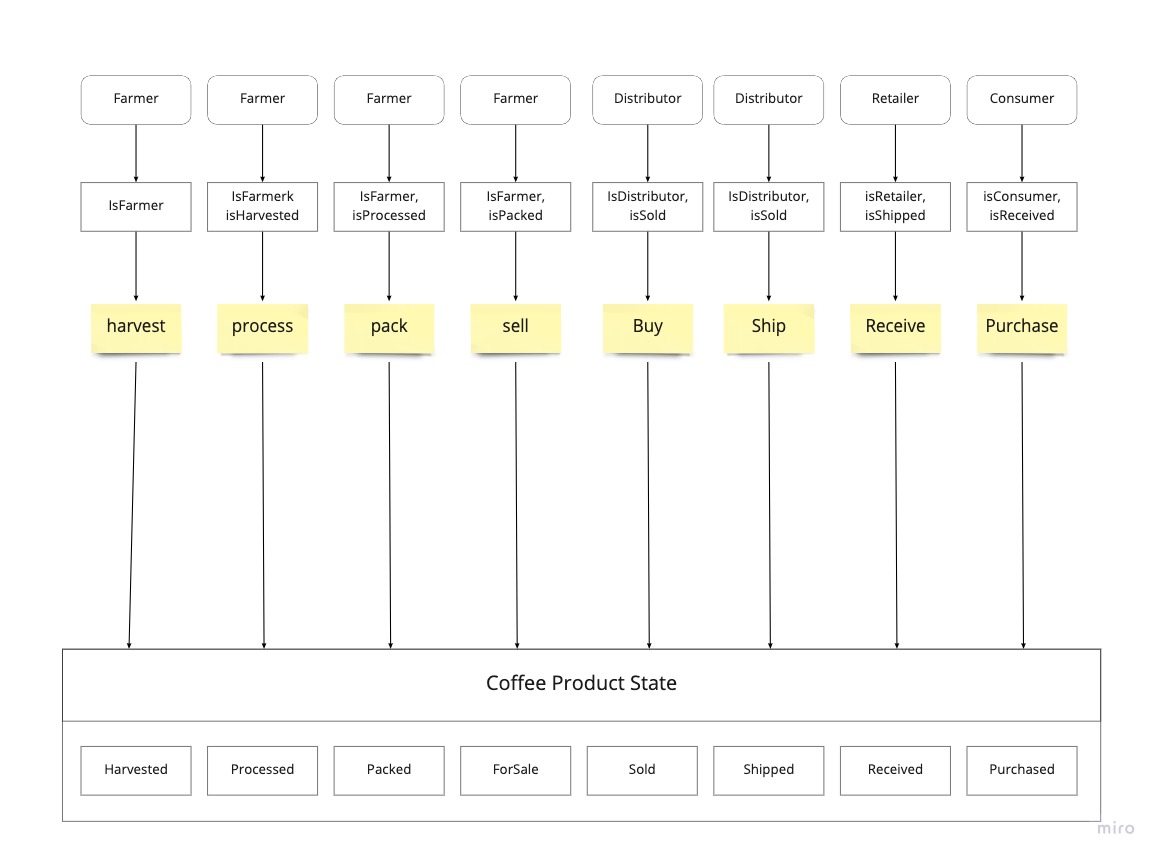 Farmer
Farmer
Farmer
Farmer
Distributor
Distributor
Retailer
Consumer
IsFarmer
IsFarmerk
isHarvested
IsFarmer,
isProcessed
IsFarmer,
isPacked
IsDistributor,
isSold
IsDistributor,
isSold
isRetailer,
isShipped
isConsumer,
isReceived
harvest
process
pack
sell
Buy
Ship
Receive
Purchase
Coffee Product State
Harvested
Processed
Packed
ForSale
Sold
Shipped
Received
Purchased
miro